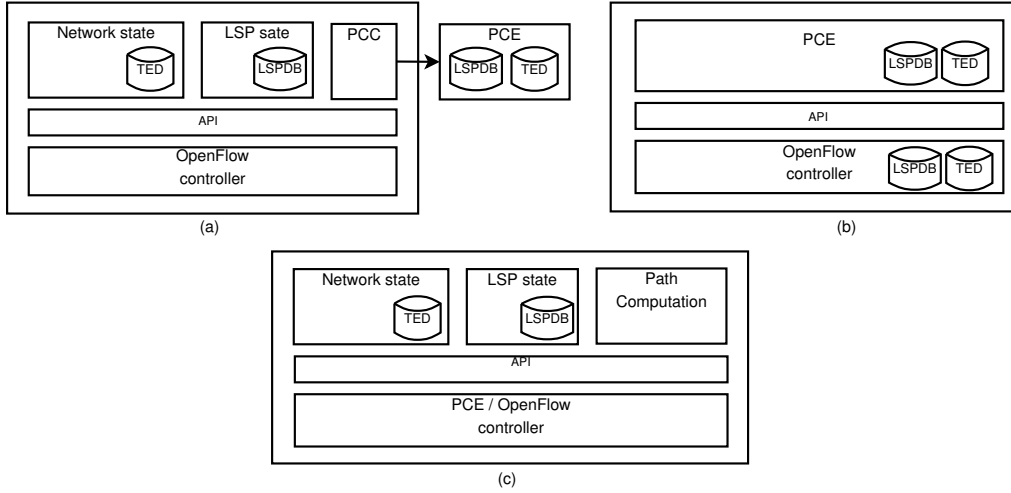 Network state
TED
LSP sate
LSPDB
PCC
PCE
LSPDB
TED
API
OpenFlow
controller
(a)
PCE
LSPDB
TED
API
OpenFlow
controller
LSPDB
TED
(b)
Network state
TED
LSP state
LSPDB
Path
Computation
API
PCE / OpenFlow
controller
(c)